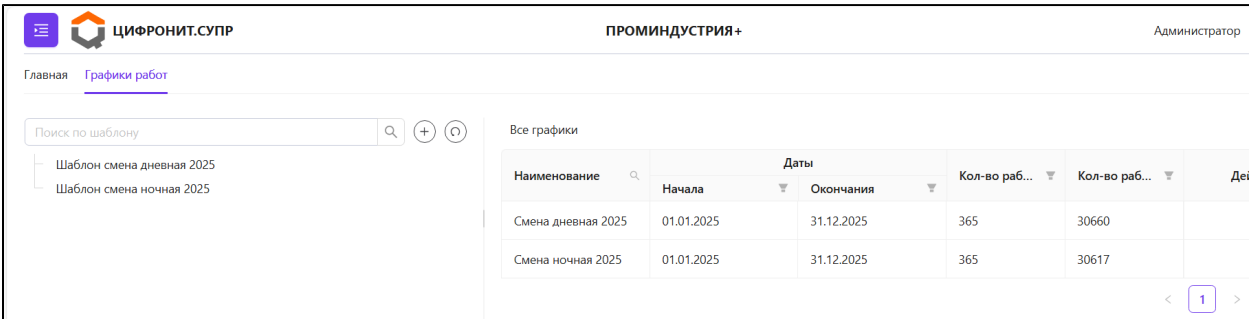 ЦИФРОНИТ.СУПР
ПРОМИНДУСТРИЯ+
Администратор
Главная Графики работ
Поиск по шаблону
Шаблон смена дневная 2025
Шаблон смена ночная 2025
Все графики
Наименование Даты Кол-во раб... Кол-во раб... Дей
Начала Окончания
Смена дневная 2025 01.01.2025 31.12.2025 365 30660
Смена ночная 2025 01.01.2025 31.12.2025 365 30617
< 1 >